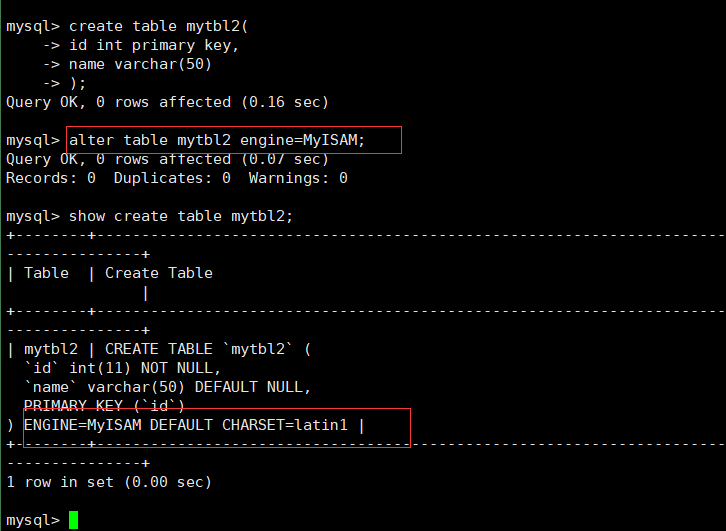 mysql> create table mytbl2(
    -> id int primary key,
    -> name varchar(50)
    -> );
Query OK, 0 rows affected (0.16 sec)
mysql> alter table mytbl2 engine=MyISAM;
Query OK, 0 rows affected (0.07 sec)
Records: 0  Duplicates: 0  Warnings: 0
mysql> show create table mytbl2;
+--------+-----------------------------------------------------------------------
---------------+
| Table  | Create Table
               |
+--------+-----------------------------------------------------------------------
---------------+
| mytbl2 | CREATE TABLE `mytbl2` (
  `id` int(11) NOT NULL,
  `name` varchar(50) DEFAULT NULL,
  PRIMARY KEY (`id`)
) ENGINE=MyISAM DEFAULT CHARSET=latin1 |
+--------+-----------------------------------------------------------------------
---------------+
1 row in set (0.00 sec)
mysql>